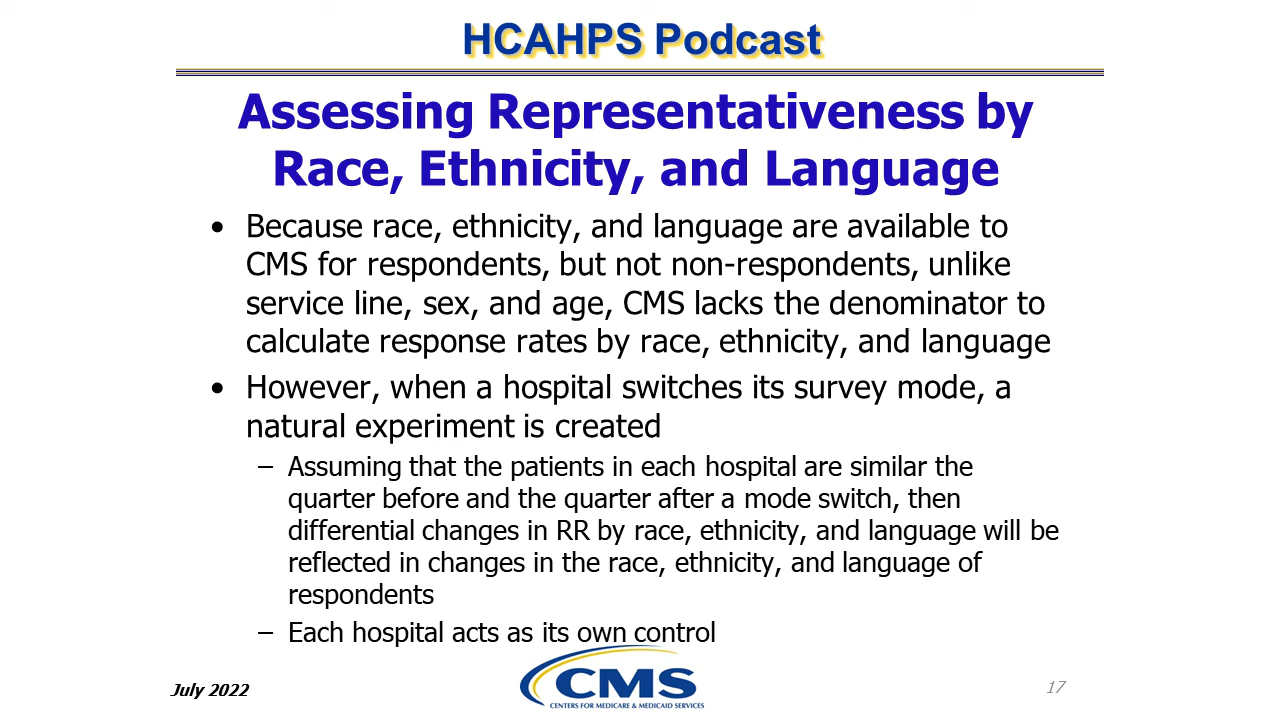 HCAHPS Podcast
Assessing Representativeness by
Race, Ethnicity, and Language
• Because race, ethnicity, and language are available to
CMS for respondents, but not non-respondents, unlike
service line, sex, and age, CMS lacks the denominator to
calculate response rates by race, ethnicity, and language
• However, when a hospital switches its survey mode, a
natural experiment is created
– Assuming that the patients in each hospital are similar the
quarter before and the quarter after a mode switch, then
differential changes in RR by race, ethnicity, and language will be
reflected in changes in the race, ethnicity, and language of
respondents
– Each hospital acts as its own control
July 2022
CMS
CENTERS FOR MEDICARE & MEDICAID SERVICES
17